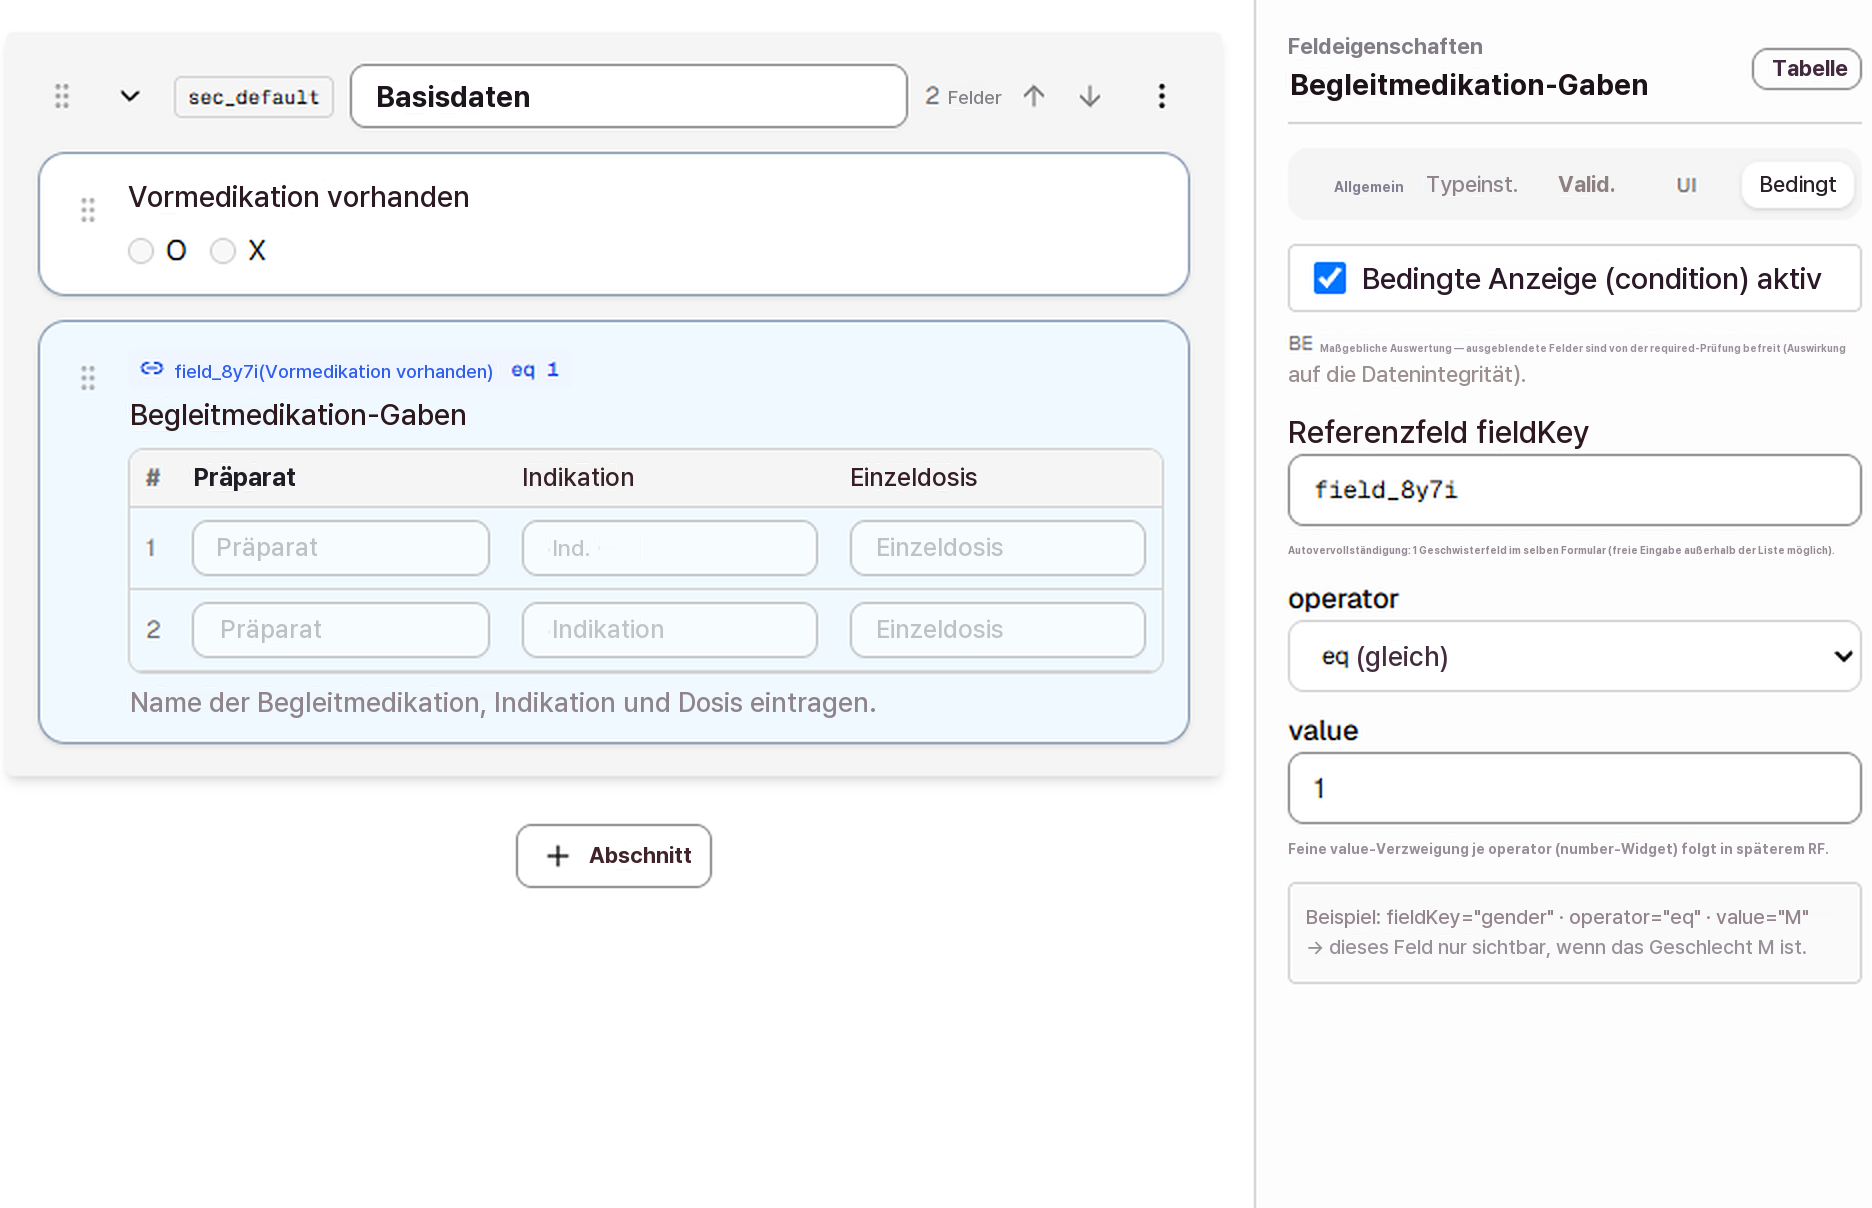 sec_default Basisdaten 2 Felder
Vormedikation vorhanden
O X
field_8y7i(Vormedikation vorhanden) eq 1
Begleitmedikation-Gaben
# Präparat Indikation Einzeldosis
1 Präparat Ind. Einzeldosis
2 Präparat Indikation Einzeldosis
Name der Begleitmedikation, Indikation und Dosis eintragen.
+ Abschnitt
Feldeigenschaften
Begleitmedikation-Gaben
Tabelle
Allgemein Typeinst. Valid. UI Bedingt
Bedingte Anzeige (condition) aktiv
BE Maßgebliche Auswertung — ausgeblendete Felder sind von der required-Prüfung befreit (Auswirkung
auf die Datenintegrität).
Referenzfeld fieldKey
field_8y7i
Autovervollständigung: 1 Geschwisterfeld im selben Formular (freie Eingabe außerhalb der Liste möglich).
operator
eq (gleich)
value
1
Feine value-Verzweigung je operator (number-Widget) folgt in späterem RF.
Beispiel: fieldKey="gender" · operator="eq" · value="M"
→ dieses Feld nur sichtbar, wenn das Geschlecht M ist.